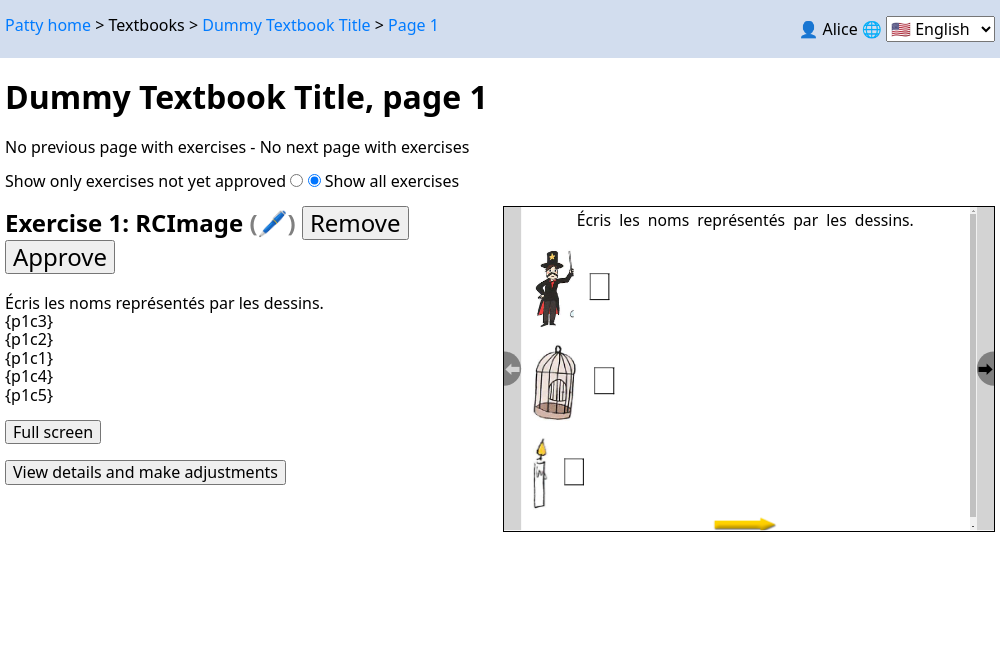 Patty home > Textbooks > Dummy Textbook Title > Page 1
👤 Alice 🌐 🇺🇸 English
Dummy Textbook Title, page 1
No previous page with exercises - No next page with exercises
Show only exercises not yet approved Show all exercises
Exercise 1: RCImage (🖊️) Remove
Approve
Écris les noms représentés par les dessins.
{p1c3}
{p1c2}
{p1c1}
{p1c4}
{p1c5}
Full screen
View details and make adjustments
Écris les noms représentés par les dessins.